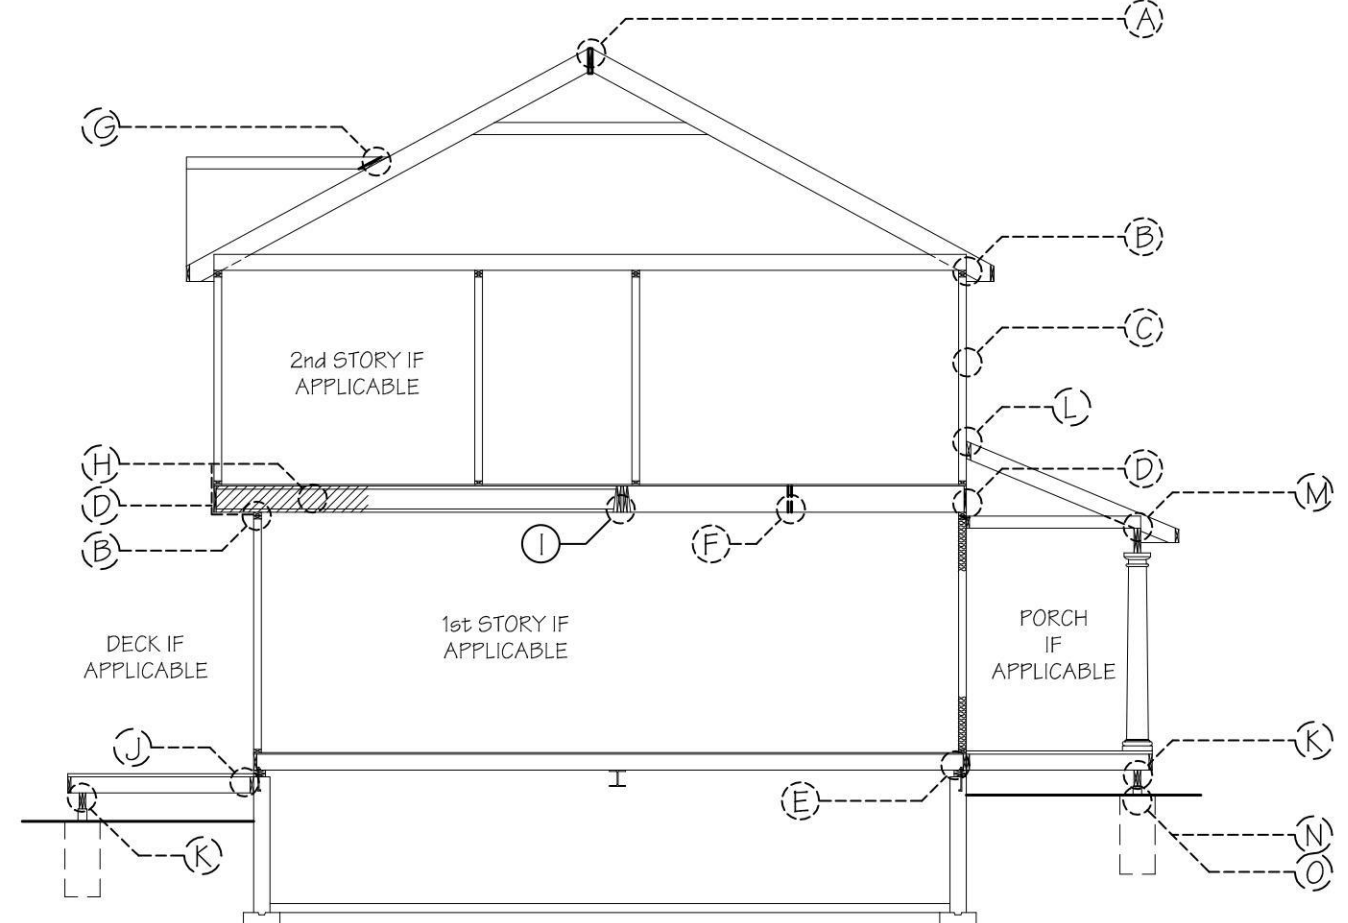 A
G
B
C
L
H
D
D
M
B
I
F
2nd STORY IF
APPLICABLE
1st STORY IF
APPLICABLE
DECK IF
APPLICABLE
PORCH
IF
APPLICABLE
J
K
E
N
K
O